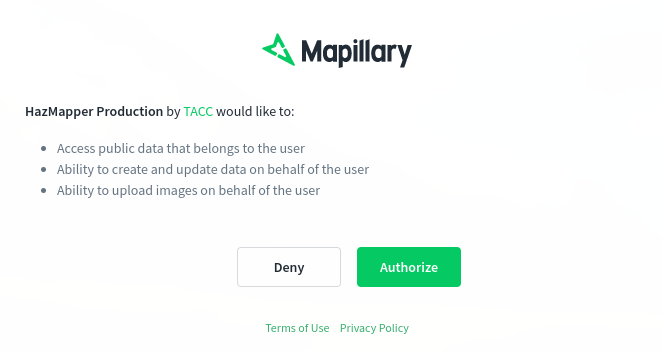 Mapillary
HazMapper Production by TACC would like to:
Access public data that belongs to the user
Ability to create and update data on behalf of the user
Ability to upload images on behalf of the user
Deny Authorize
Terms of Use Privacy Policy